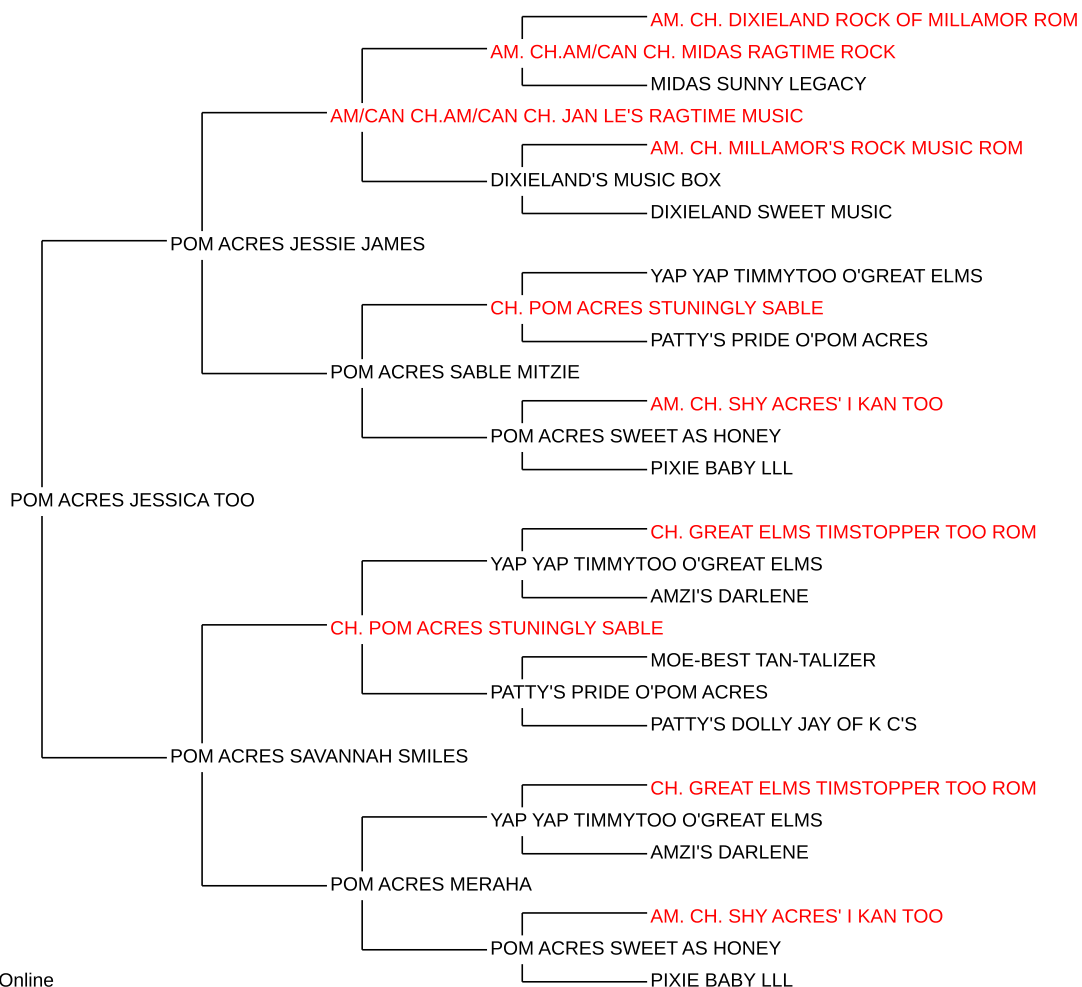 AM. CH. DIXIELAND ROCK OF MILLAMOR ROM
AM. CH.AM/CAN CH. MIDAS RAGTIME ROCK
MIDAS SUNNY LEGACY
AM/CAN CH.AM/CAN CH. JAN LE'S RAGTIME MUSIC
AM. CH. MILLAMOR'S ROCK MUSIC ROM
DIXIELAND'S MUSIC BOX
DIXIELAND SWEET MUSIC
POM ACRES JESSIE JAMES
YAP YAP TIMMYTOO O'GREAT ELMS
CH. POM ACRES STUNINGLY SABLE
PATTY'S PRIDE O'POM ACRES
POM ACRES SABLE MITZIE
AM. CH. SHY ACRES' I KAN TOO
POM ACRES SWEET AS HONEY
PIXIE BABY LLL
POM ACRES JESSICA TOO
CH. GREAT ELMS TIMSTOPPER TOO ROM
YAP YAP TIMMYTOO O'GREAT ELMS
AMZI'S DARLENE
CH. POM ACRES STUNINGLY SABLE
MOE-BEST TAN-TALIZER
PATTY'S PRIDE O'POM ACRES
PATTY'S DOLLY JAY OF K C'S
POM ACRES SAVANNAH SMILES
CH. GREAT ELMS TIMSTOPPER TOO ROM
YAP YAP TIMMYTOO O'GREAT ELMS
AMZI'S DARLENE
POM ACRES MERAHA
AM. CH. SHY ACRES' I KAN TOO
POM ACRES SWEET AS HONEY
PIXIE BABY LLL
Online